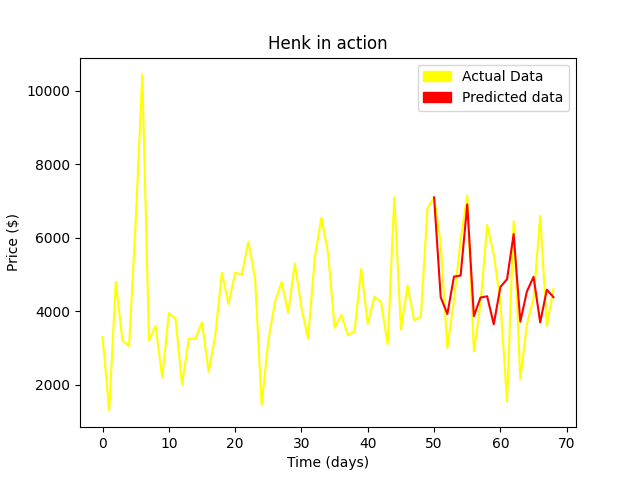 Henk in action
Actual Data
Predicted data
Price ($)
10000
8000
6000
4000
2000
0 10 20 30 40 50 60 70
Time (days)